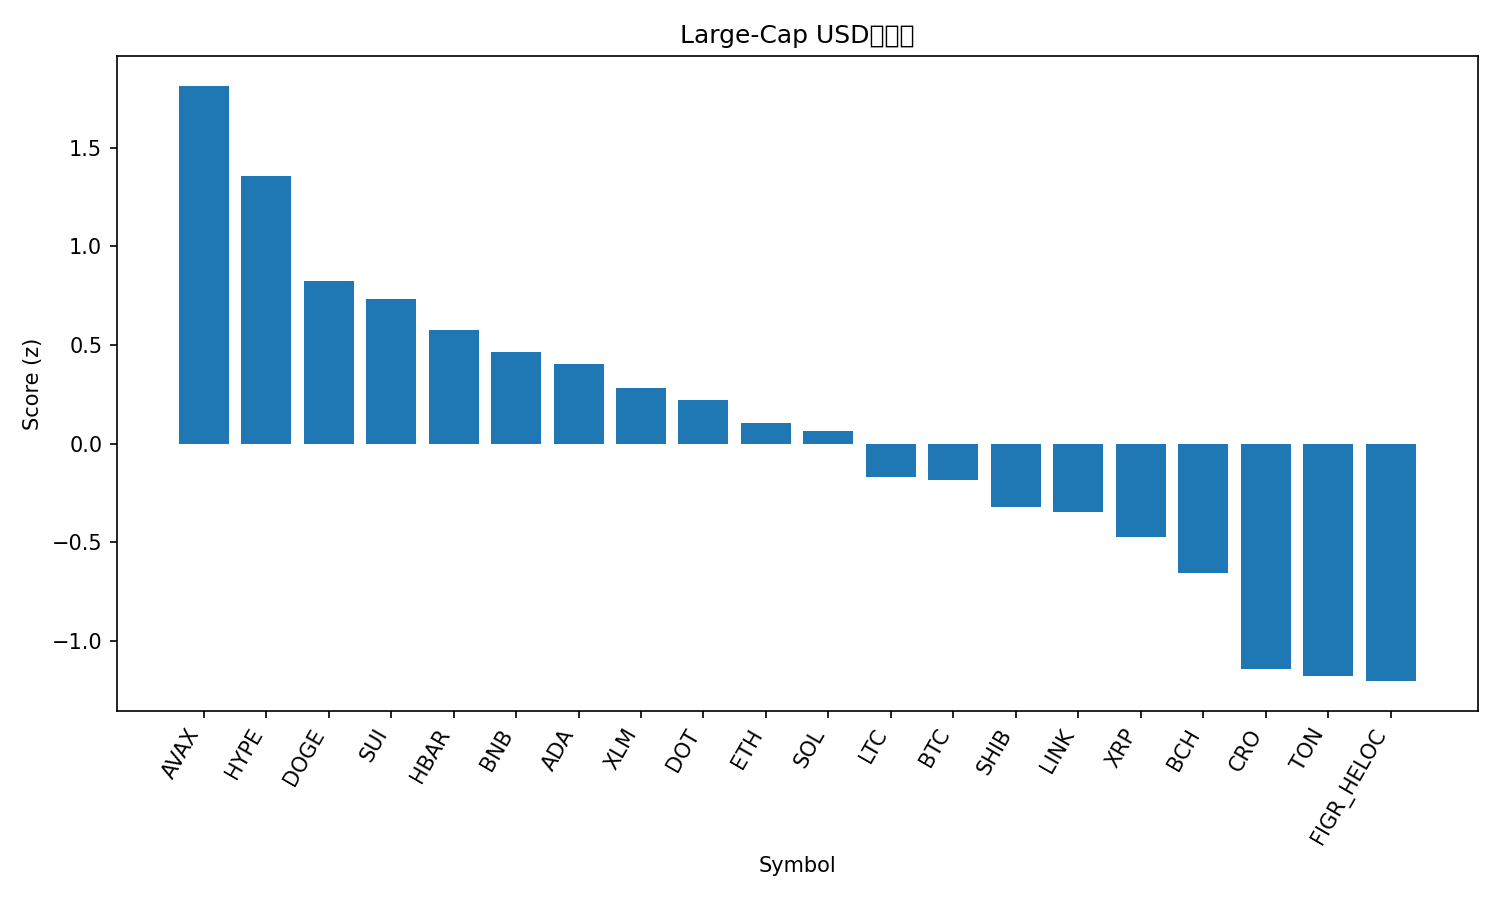 Large-Cap USD
Score (z)
1.5
1.0
0.5
0.0
−0.5
−1.0
AVAX
HYPE
DOGE
SUI
HBAR
BNB
ADA
XLM
DOT
ETH
SOL
LTC
BTC
SHIB
LINK
XRP
BCH
CRO
TON
FIGR_HELOC
Symbol